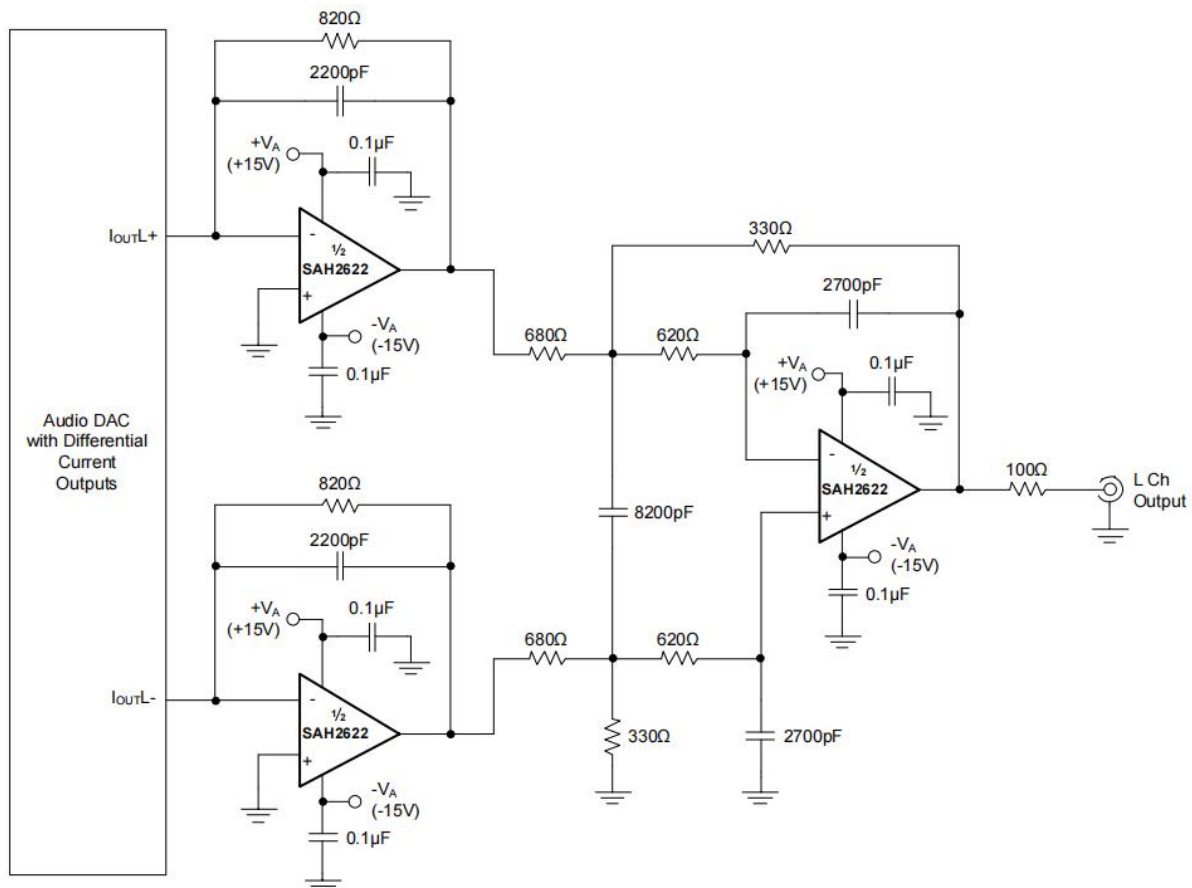 820Ω
2200pF
+VA
(+15V)
0.1µF
IOUTL+
-
½
SAH2622
+
-VA
(-15V)
0.1µF
330Ω
2700pF
680Ω
620Ω
+VA
(+15V)
0.1µF
Audio DAC
with Differential
Current
Outputs
-
½
SAH2622
+
100Ω
L Ch
Output
820Ω
8200pF
2200pF
-VA
(-15V)
0.1µF
+VA
(+15V)
0.1µF
680Ω
620Ω
IOUTL-
-
½
SAH2622
+
330Ω
2700pF
-VA
(-15V)
0.1µF